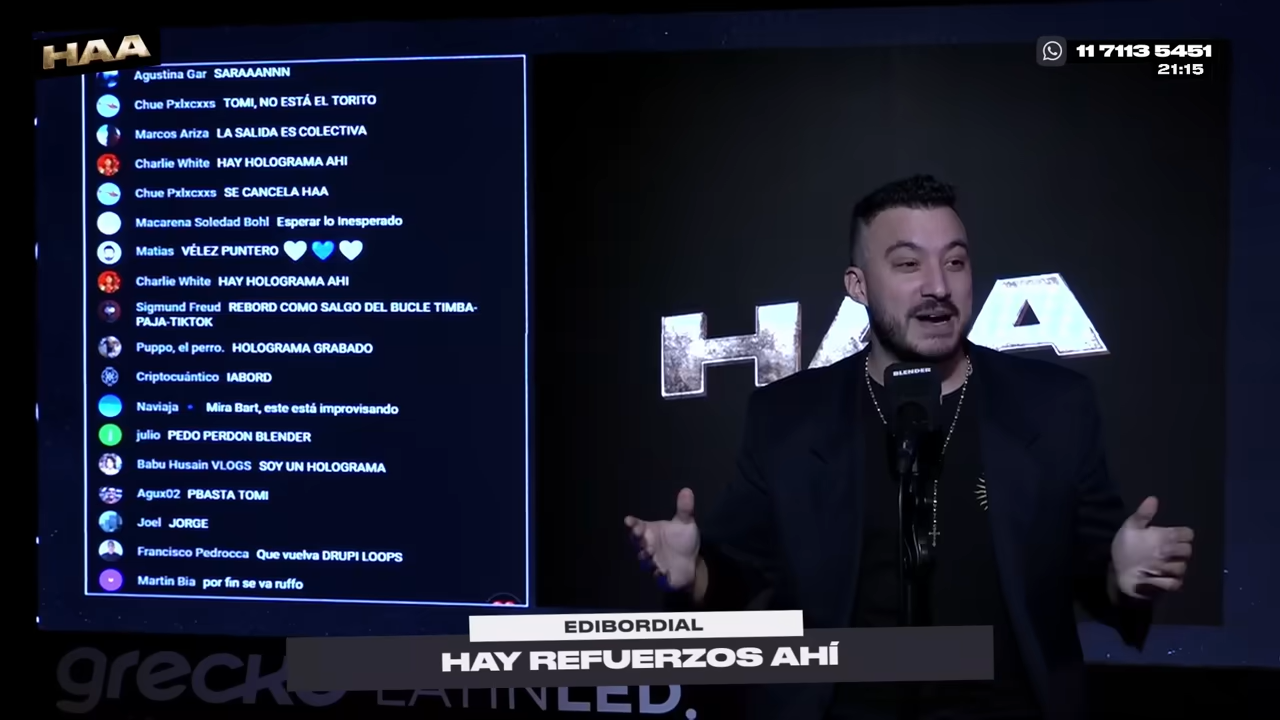 HAA
11 7113 5451
21:15
Agustina Gar SARAAANNN
Chue Pxlxcxxs TOMI, NO ESTÁ EL TORITO
Marcos Ariza LA SALIDA ES COLECTIVA
Charlie White HAY HOLOGRAMA AHI
Chue Pxlxcxxs SE CANCELA HAA
Macarena Soledad Bohl Esperar lo Inesperado
Matias VÉLEZ PUNTERO
Charlie White HAY HOLOGRAMA AHI
Sigmund Freud REBORD COMO SALGO DEL BUCLE TIMBA-
PAJA-TIKTOK
Puppo, el perro. HOLOGRAMA GRABADO
Criptocuántico IABORD
Naviaja Mira Bart, este está improvisando
julio PEDO PERDON BLENDER
Babu Husain VLOGS SOY UN HOLOGRAMA
Agux02 PBASTA TOMI
Joel JORGE
Francisco Pedrocca Que vuelva DRUPI LOOPS
Martin Bia por fin se va ruffo
HAA
BLENDER
EDIBORDIAL
HAY REFUERZOS AHÍ
LATINLED.